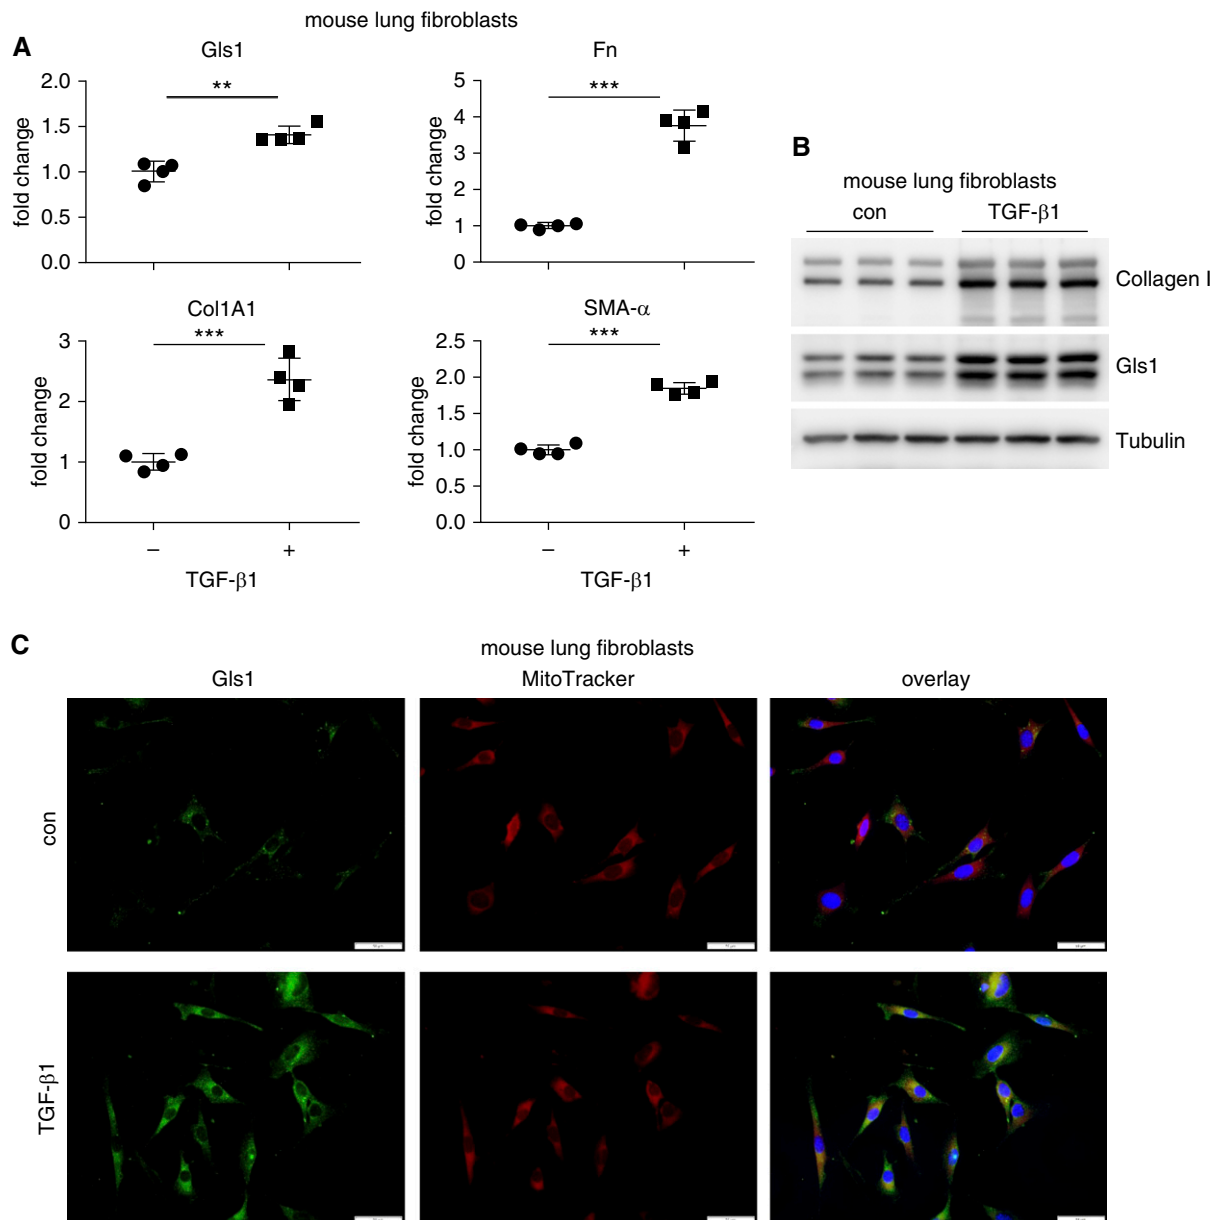 mouse lung fibroblasts
A
Gls1
**
2.0
1.5
1.0
0.5
0.0
fold change
Fn
***
5
4
3
2
1
0
fold change
Col1A1
***
3
2
1
0
fold change
– +
TGF-β1
SMA-α
***
2.5
2.0
1.5
1.0
0.5
0.0
fold change
– +
TGF-β1
B
mouse lung fibroblasts
con TGF-β1
Collagen I
Gls1
Tubulin
C
mouse lung fibroblasts
Gls1 MitoTracker overlay
con
TGF-β1